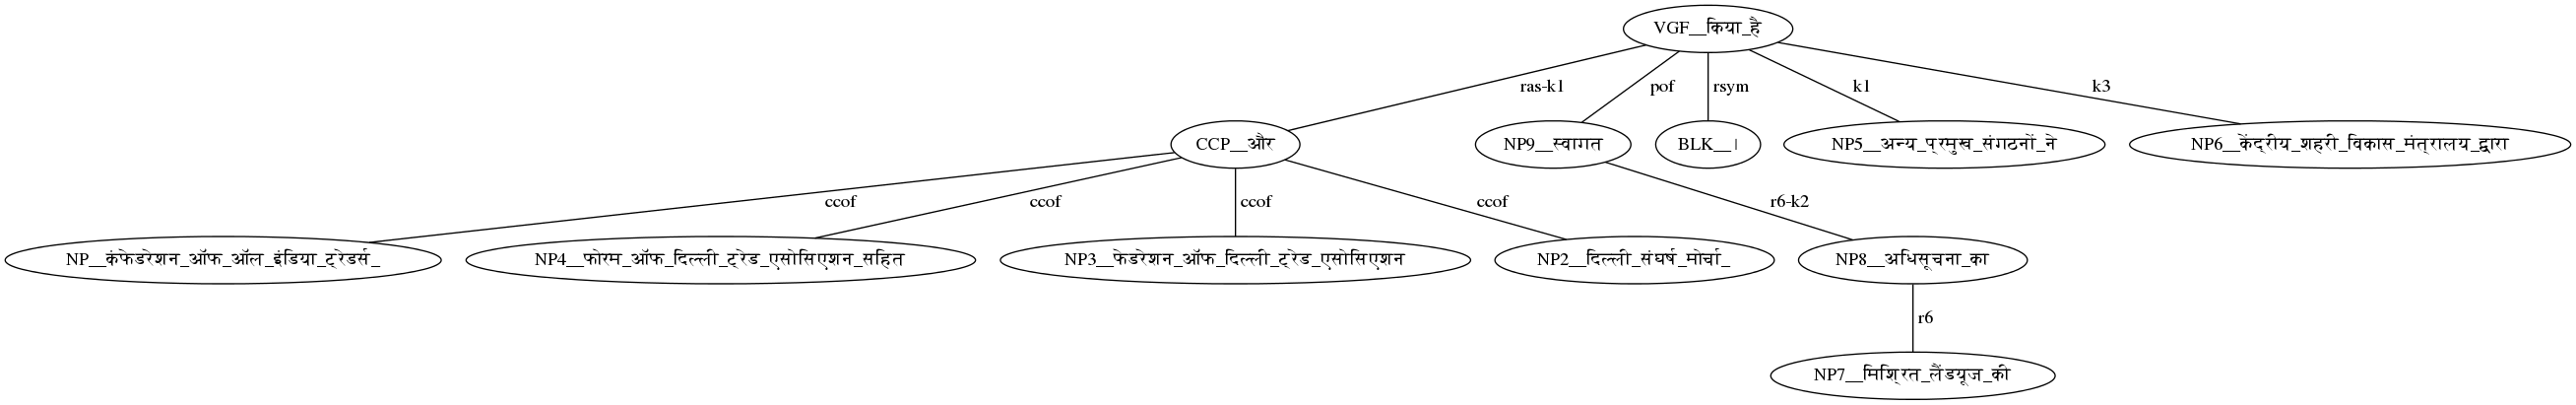 VGF__किया_है
ras-k1 pof rsym k1 k3
CCP__और NP9__स्वागत BLK__। NP5__अन्य_प्रमुख_संगठनों_ने NP6__केंद्रीय_शहरी_विकास_मंत्रालय_द्वारा
ccof ccof ccof ccof r6-k2
NP__कंफेडरेशन_ऑफ_ऑल_इंडिया_ट्रेडर्स_ NP4__फोरम_ऑफ_दिल्ली_ट्रेड_एसोसिएशन_सहित NP3__फेडरेशन_ऑफ_दिल्ली_ट्रेड_एसोसिएशन NP2__दिल्ली_संघर्ष_मोर्चा_ NP8__अधिसूचना_का
r6
NP7__मिश्रित_लैंडयूज_की